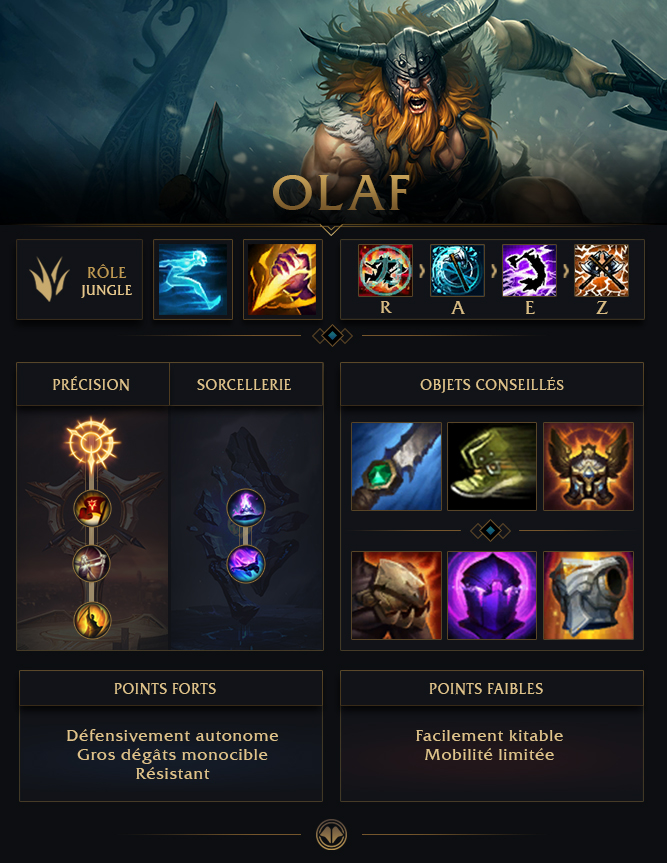 OLAF
RÔLE
JUNGLE
R
A
E
Z
PRÉCISION
SORCELLERIE
OBJETS CONSEILLÉS
POINTS FORTS
Défensivement autonome
Gros dégâts monocible
Résistant
POINTS FAIBLES
Facilement kitable
Mobilité limitée